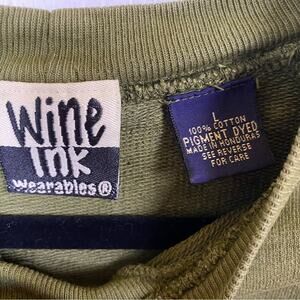 Wine
Ink
Wearables®
L
100% COTTON
PIGMENT DYED
MADE IN HONDURAS
SEE REVERSE
FOR CARE